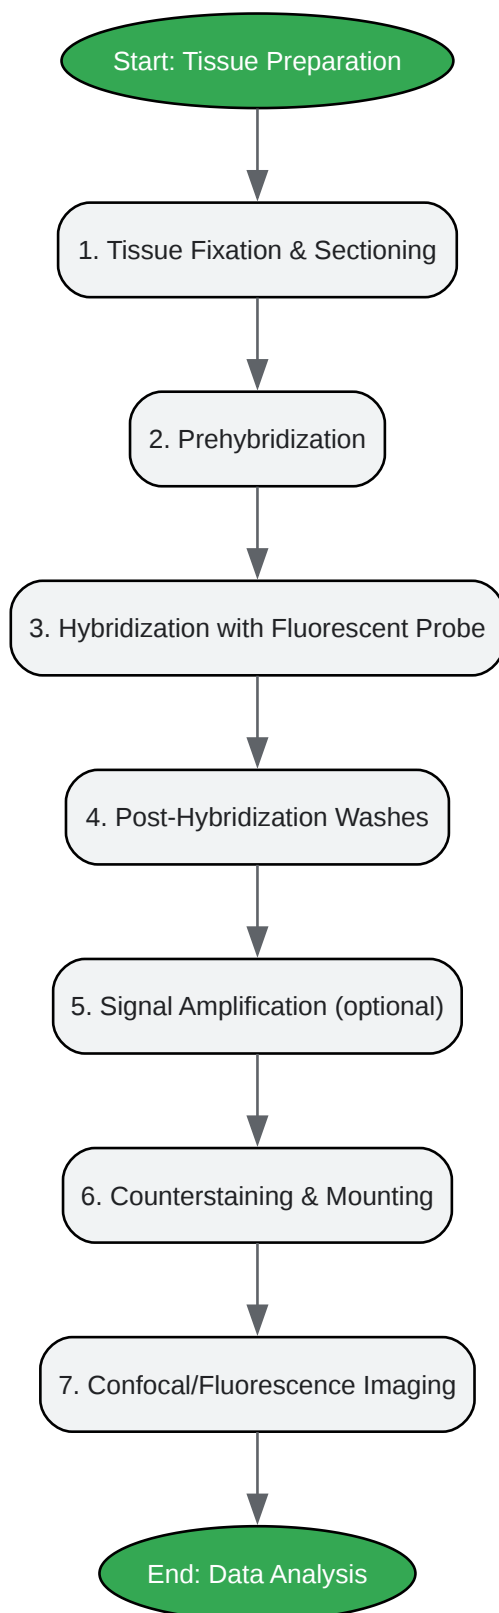 Start: Tissue Preparation
1. Tissue Fixation & Sectioning
2. Prehybridization
3. Hybridization with Fluorescent Probe
4. Post-Hybridization Washes
5. Signal Amplification (optional)
6. Counterstaining & Mounting
7. Confocal/Fluorescence Imaging
End: Data Analysis